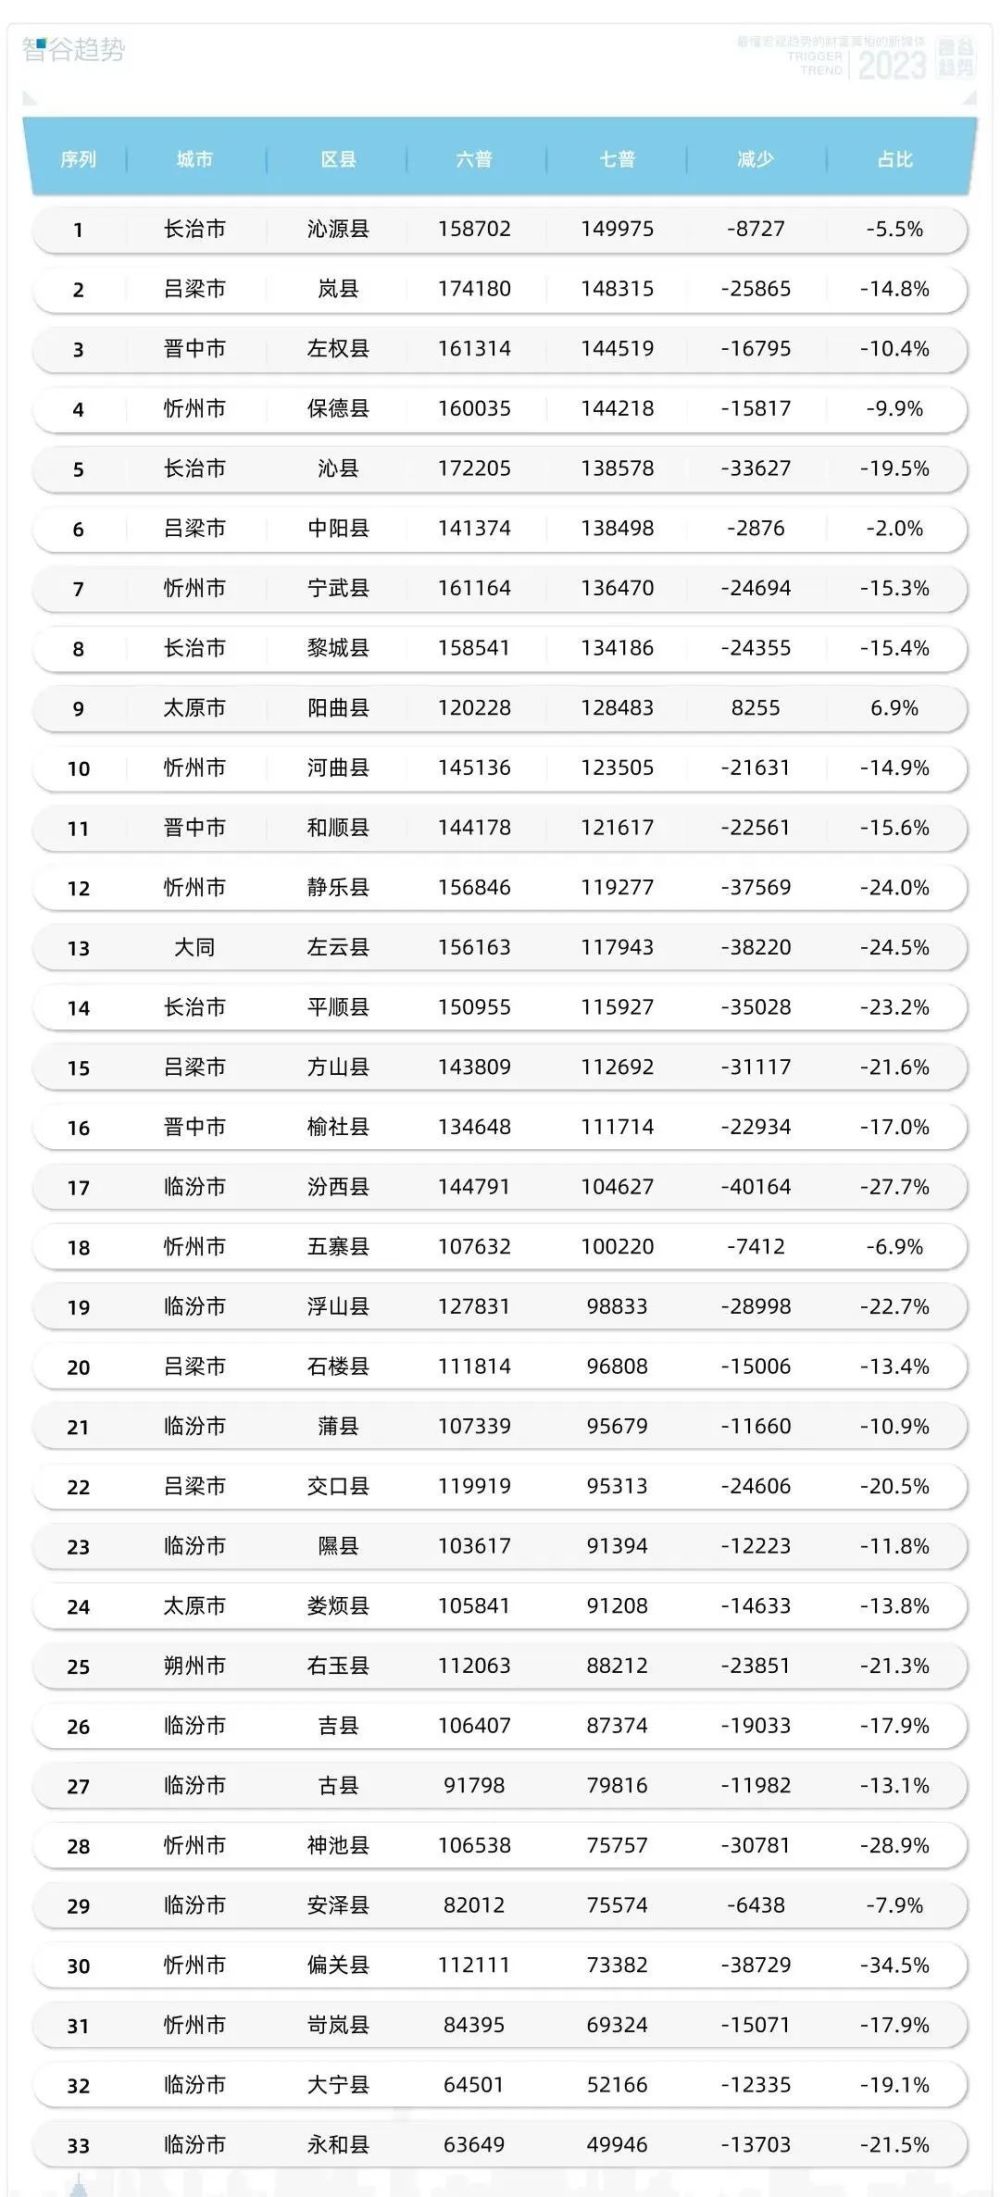 智谷趋势
最懂宏观趋势的财富真相的新媒体
TRIGGER
TREND
2023
智谷
趋势
序列 城市 区县 六普 七普 减少 占比
1 长治市 沁源县 158702 149975 -8727 -5.5%
2 吕梁市 岚县 174180 148315 -25865 -14.8%
3 晋中市 左权县 161314 144519 -16795 -10.4%
4 忻州市 保德县 160035 144218 -15817 -9.9%
5 长治市 沁县 172205 138578 -33627 -19.5%
6 吕梁市 中阳县 141374 138498 -2876 -2.0%
7 忻州市 宁武县 161164 136470 -24694 -15.3%
8 长治市 黎城县 158541 134186 -24355 -15.4%
9 太原市 阳曲县 120228 128483 8255 6.9%
10 忻州市 河曲县 145136 123505 -21631 -14.9%
11 晋中市 和顺县 144178 121617 -22561 -15.6%
12 忻州市 静乐县 156846 119277 -37569 -24.0%
13 大同 左云县 156163 117943 -38220 -24.5%
14 长治市 平顺县 150955 115927 -35028 -23.2%
15 吕梁市 方山县 143809 112692 -31117 -21.6%
16 晋中市 榆社县 134648 111714 -22934 -17.0%
17 临汾市 汾西县 144791 104627 -40164 -27.7%
18 忻州市 五寨县 107632 100220 -7412 -6.9%
19 临汾市 浮山县 127831 98833 -28998 -22.7%
20 吕梁市 石楼县 111814 96808 -15006 -13.4%
21 临汾市 蒲县 107339 95679 -11660 -10.9%
22 吕梁市 交口县 119919 95313 -24606 -20.5%
23 临汾市 隰县 103617 91394 -12223 -11.8%
24 太原市 娄烦县 105841 91208 -14633 -13.8%
25 朔州市 右玉县 112063 88212 -23851 -21.3%
26 临汾市 吉县 106407 87374 -19033 -17.9%
27 临汾市 古县 91798 79816 -11982 -13.1%
28 忻州市 神池县 106538 75757 -30781 -28.9%
29 临汾市 安泽县 82012 75574 -6438 -7.9%
30 忻州市 偏关县 112111 73382 -38729 -34.5%
31 忻州市 岢岚县 84395 69324 -15071 -17.9%
32 临汾市 大宁县 64501 52166 -12335 -19.1%
33 临汾市 永和县 63649 49946 -13703 -21.5%